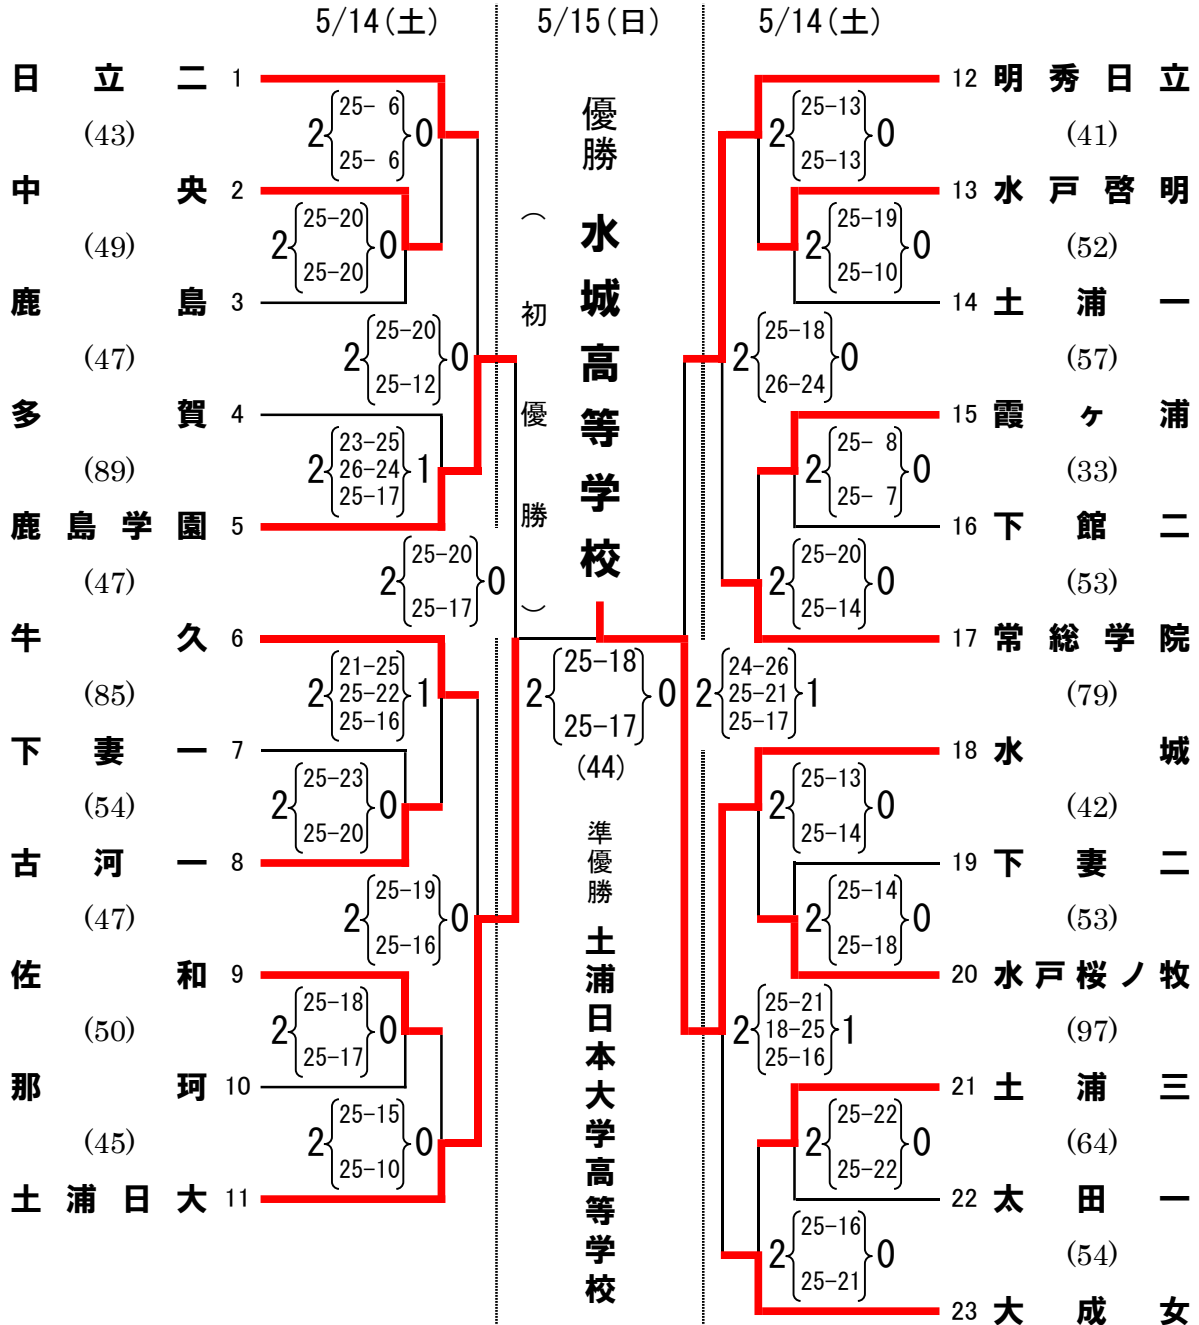 5/14(土)
5/15(日)
5/14(土)
日立二 1
(43)
2 25- 6 0
25- 6
中央 2
(49)
2 25-20 0
25-20
鹿島 3
(47)
2 25-20 0
25-12
多賀 4
(89)
2 23-25 1
26-24
25-17
鹿島学園 5
(47)
2 25-20 0
25-17
牛久 6
(85)
2 21-25 1
25-22
25-16
下妻一 7
(54)
2 25-23 0
25-20
古河一 8
(47)
2 25-19 0
25-16
佐和 9
(50)
2 25-18 0
25-17
那珂 10
(45)
2 25-15 0
25-10
土浦日大 11
優勝 水城高等学校
(初優勝)
2 25-18 0
25-17
(44)
準優勝 土浦日本大学高等学校
12 明秀日立
2 25-13 0
25-13
(41)
13 水戸啓明
2 25-19 0
25-10
(52)
14 土浦一
2 25-18 0
26-24
(57)
15 霞ヶ浦
2 25- 8 0
25- 7
(33)
16 下館二
2 25-20 0
25-14
(53)
17 常総学院
2 24-26 1
25-21
25-17
(79)
18 水城
2 25-13 0
25-14
(42)
19 下妻二
2 25-14 0
25-18
(53)
20 水戸桜ノ牧
2 25-21 1
18-25
25-16
(97)
21 土浦三
2 25-22 0
25-22
(64)
22 太田一
2 25-16 0
25-21
(54)
23 大成女